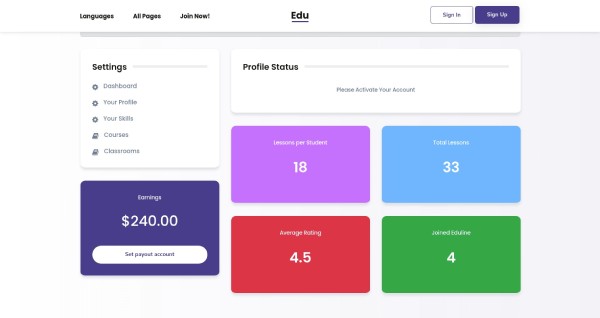 Languages
All Pages
Join Now!
Edu
Sign In
Sign Up
Settings
Dashboard
Your Profile
Your Skills
Courses
Classrooms
Earnings
$240.00
Set payout account
Profile Status
Please Activate Your Account
Lessons per Student
18
Total Lessons
33
Average Rating
4.5
Joined Eduline
4